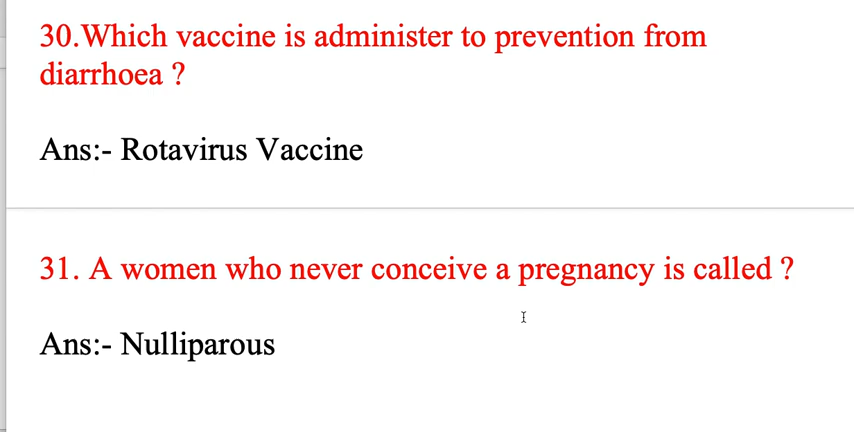 30.Which vaccine is administer to prevention from
diarrhoea ?
Ans:- Rotavirus Vaccine
31. A women who never conceive a pregnancy is called ?
Ans:- Nulliparous